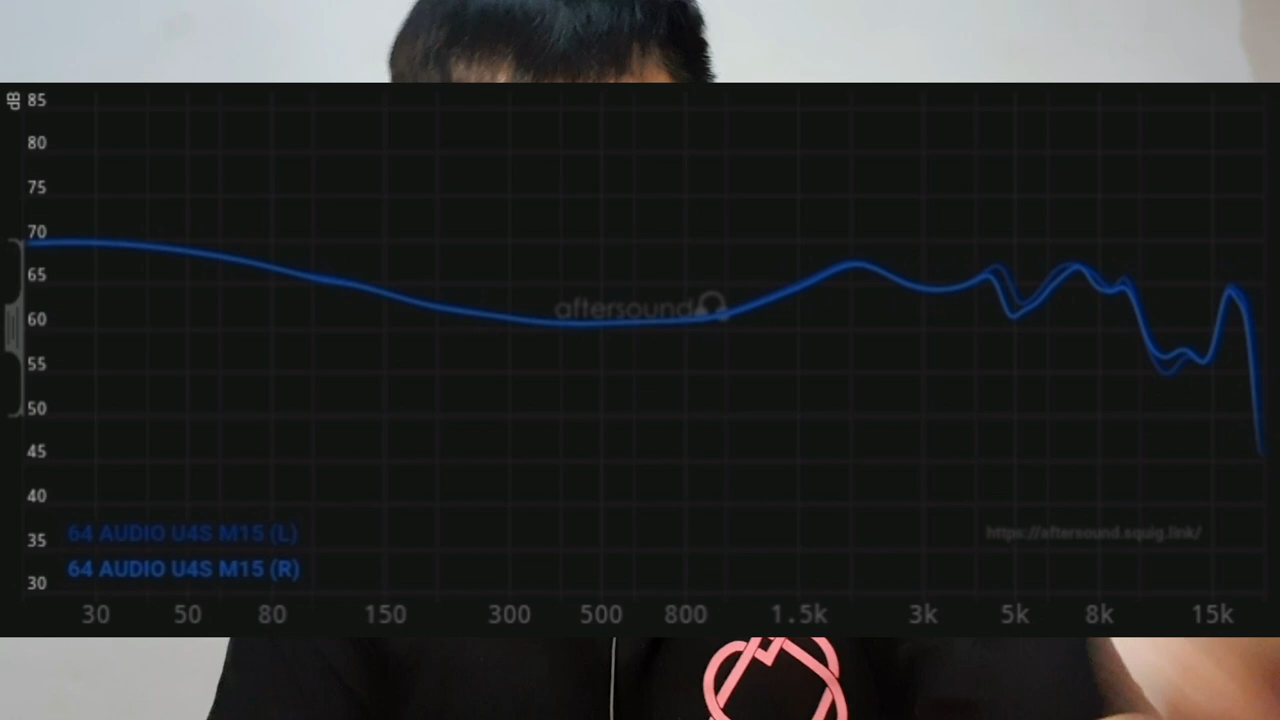 dB
85
80
75
70
65
60
55
50
45
40
35
30
aftersound
64 AUDIO U4S M15 (L)
64 AUDIO U4S M15 (R)
https://aftersound.squig.link/
30 50 80 150 300 500 800 1.5k 3k 5k 8k 15k